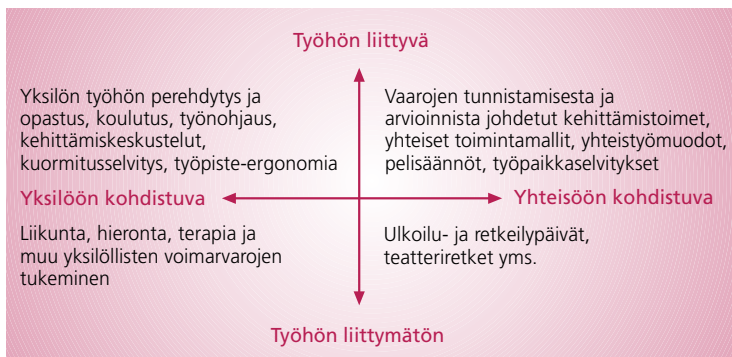 Työhön liittyvä
Yksilön työhön perehdytys ja
opastus, koulutus, työnohjaus,
kehittämiskeskustelut,
kuormitusselvitys, työpiste-ergonomia
Vaarojen tunnistamisesta ja
arvioinnista johdetut kehittämistoimet,
yhteiset toimintamallit, yhteistyömuodot,
pelisäännöt, työpaikkaselvitykset
Yksilöön kohdistuva
Yhteisöön kohdistuva
Liikunta, hieronta, terapia ja
muu yksilöllisten voimarvarojen
tukeminen
Ulkoilu- ja retkeilypäivät,
teatteriretket yms.
Työhön liittymätön